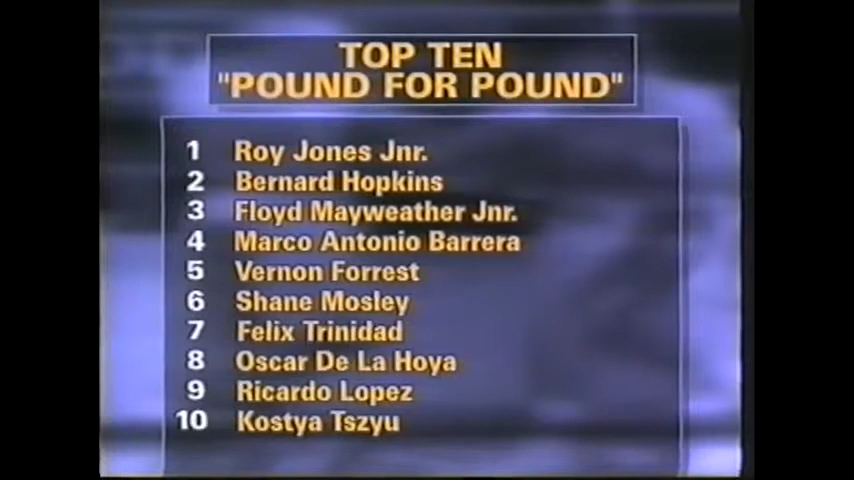 TOP TEN
"POUND FOR POUND"
1 Roy Jones Jnr.
2 Bernard Hopkins
3 Floyd Mayweather Jnr.
4 Marco Antonio Barrera
5 Vernon Forrest
6 Shane Mosley
7 Felix Trinidad
8 Oscar De La Hoya
9 Ricardo Lopez
10 Kostya Tszyu